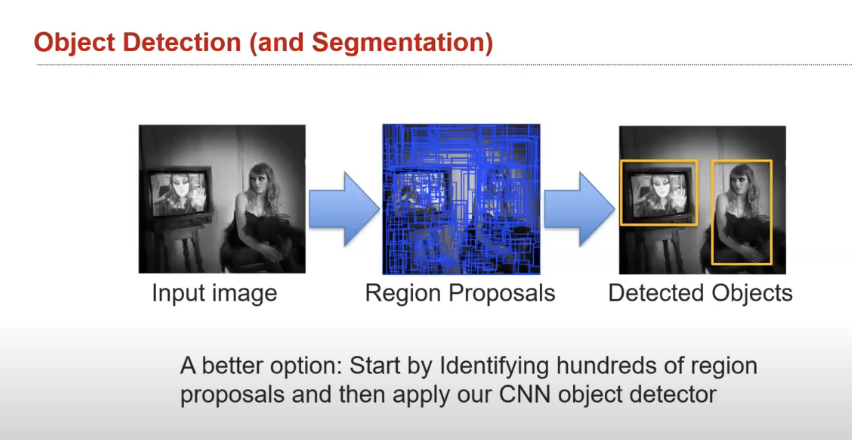 Object Detection (and Segmentation)
Input image
Region Proposals
Detected Objects
A better option: Start by Identifying hundreds of region
proposals and then apply our CNN object detector